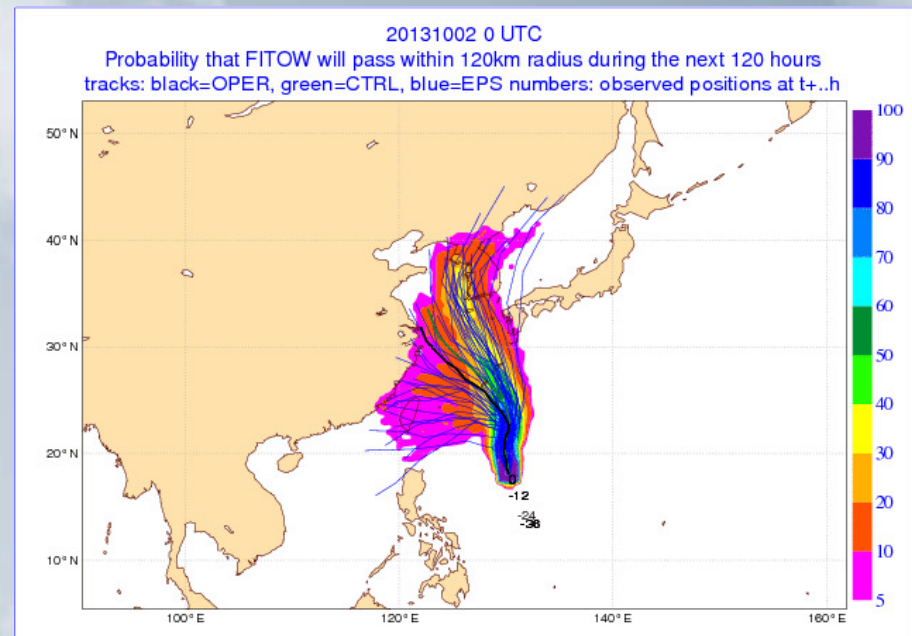 20131002 0 UTC
Probability that FITOW will pass within 120km radius during the next 120 hours
tracks: black=OPER, green=CTRL, blue=EPS numbers: observed positions at t+..h
100
50°N
90
80
40°N
70
60
30°N
50
40
20°N
30
0
-12
20
-24
-36
10°N
10
5
100°E
120°E
140°E
160°E